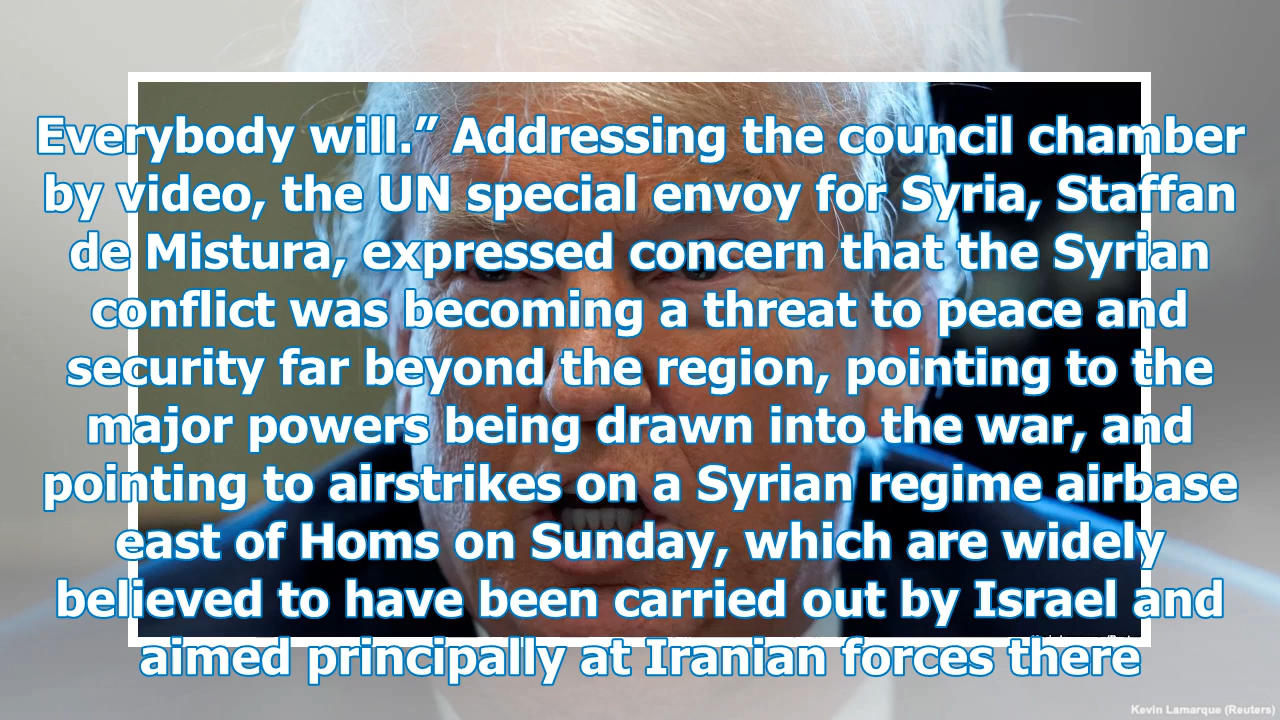 Everybody will.” Addressing the council chamber
by video, the UN special envoy for Syria, Staffan
de Mistura, expressed concern that the Syrian
conflict was becoming a threat to peace and
security far beyond the region, pointing to the
major powers being drawn into the war, and
pointing to airstrikes on a Syrian regime airbase
east of Homs on Sunday, which are widely
believed to have been carried out by Israel and
aimed principally at Iranian forces there
Kevin Lamarque (Reuters)